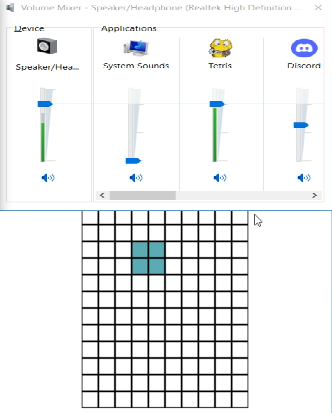 Volume Mixer - Speaker/Headphone (Realtek High Definition ...
Device
Applications
Speaker/Hea...
System Sounds
Tetris
Discord